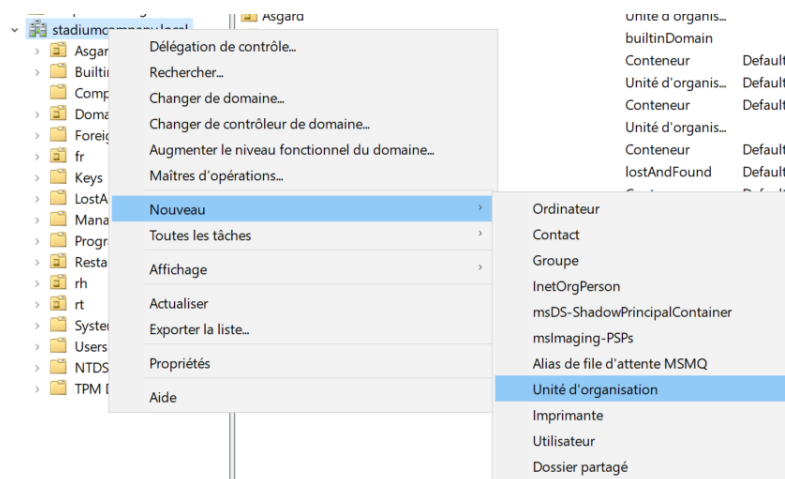 Asgard
Unité d'organis...
stadiumcompany.local
builtinDomain
Conteneur Default
Unité d'organis... Default
Conteneur Default
Unité d'organis...
Conteneur Default
lostAndFound Default
Asgar
Builti
Comp
Doma
Foreig
fr
Keys
LostA
Mana
Progr
Resta
rh
rt
Syster
Users
NTDS
TPM D
Délégation de contrôle...
Rechercher...
Changer de domaine...
Changer de contrôleur de domaine...
Augmenter le niveau fonctionnel du domaine...
Maîtres d'opérations...
Nouveau
Toutes les tâches
Affichage
Actualiser
Exporter la liste...
Propriétés
Aide
Ordinateur
Contact
Groupe
InetOrgPerson
msDS-ShadowPrincipalContainer
msImaging-PSPs
Alias de file d'attente MSMQ
Unité d'organisation
Imprimante
Utilisateur
Dossier partagé